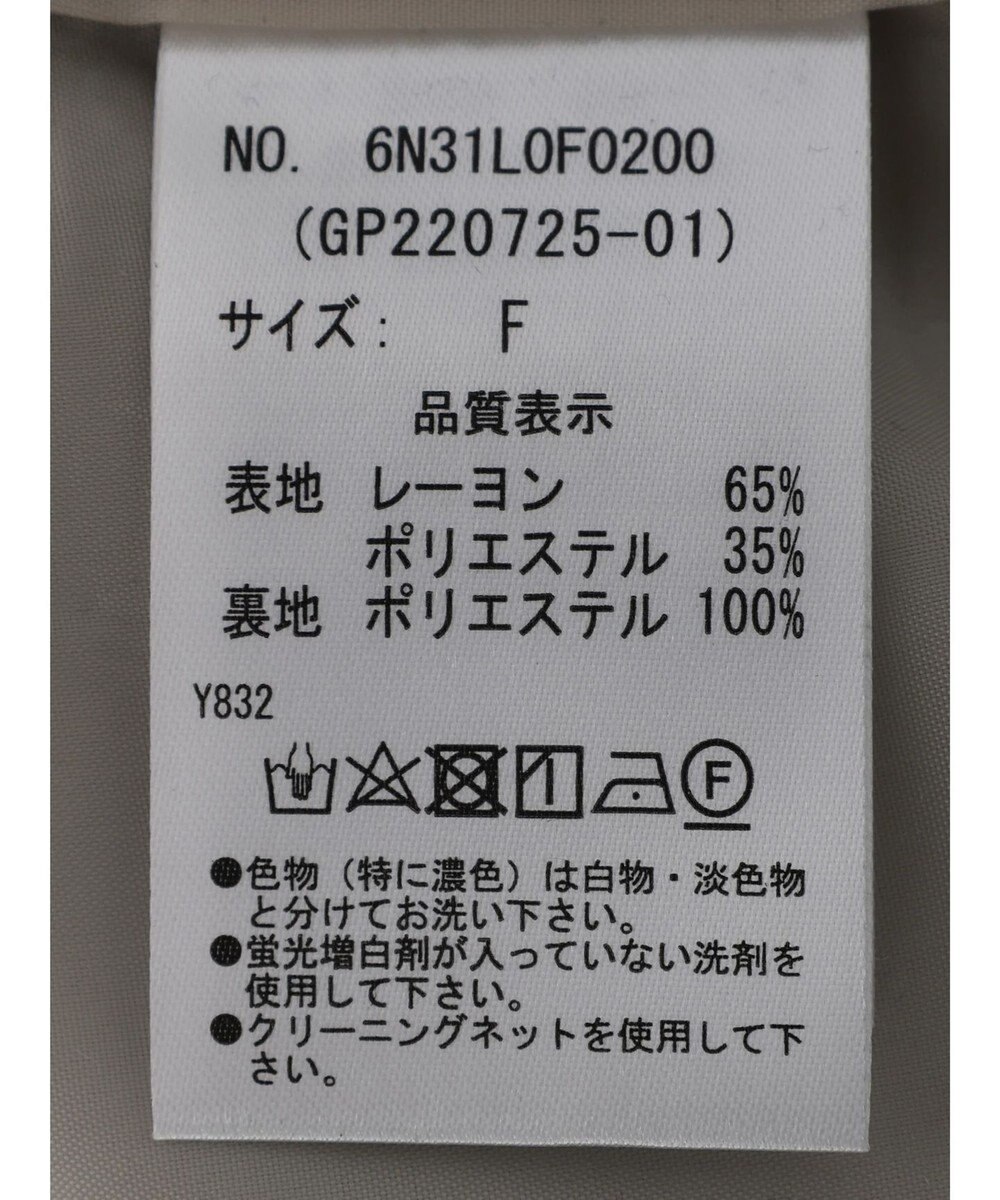 NO. 6N31L0F0200
(GP220725-01)
サイズ: F
品質表示
表地 レーヨン 65%
ポリエステル 35%
裏地 ポリエステル 100%
Y832
F
●色物（特に濃色）は白物・淡色物
と分けてお洗い下さい。
●蛍光増白剤が入っていない洗剤を
使用して下さい。
●クリーニングネットを使用して下
さい。